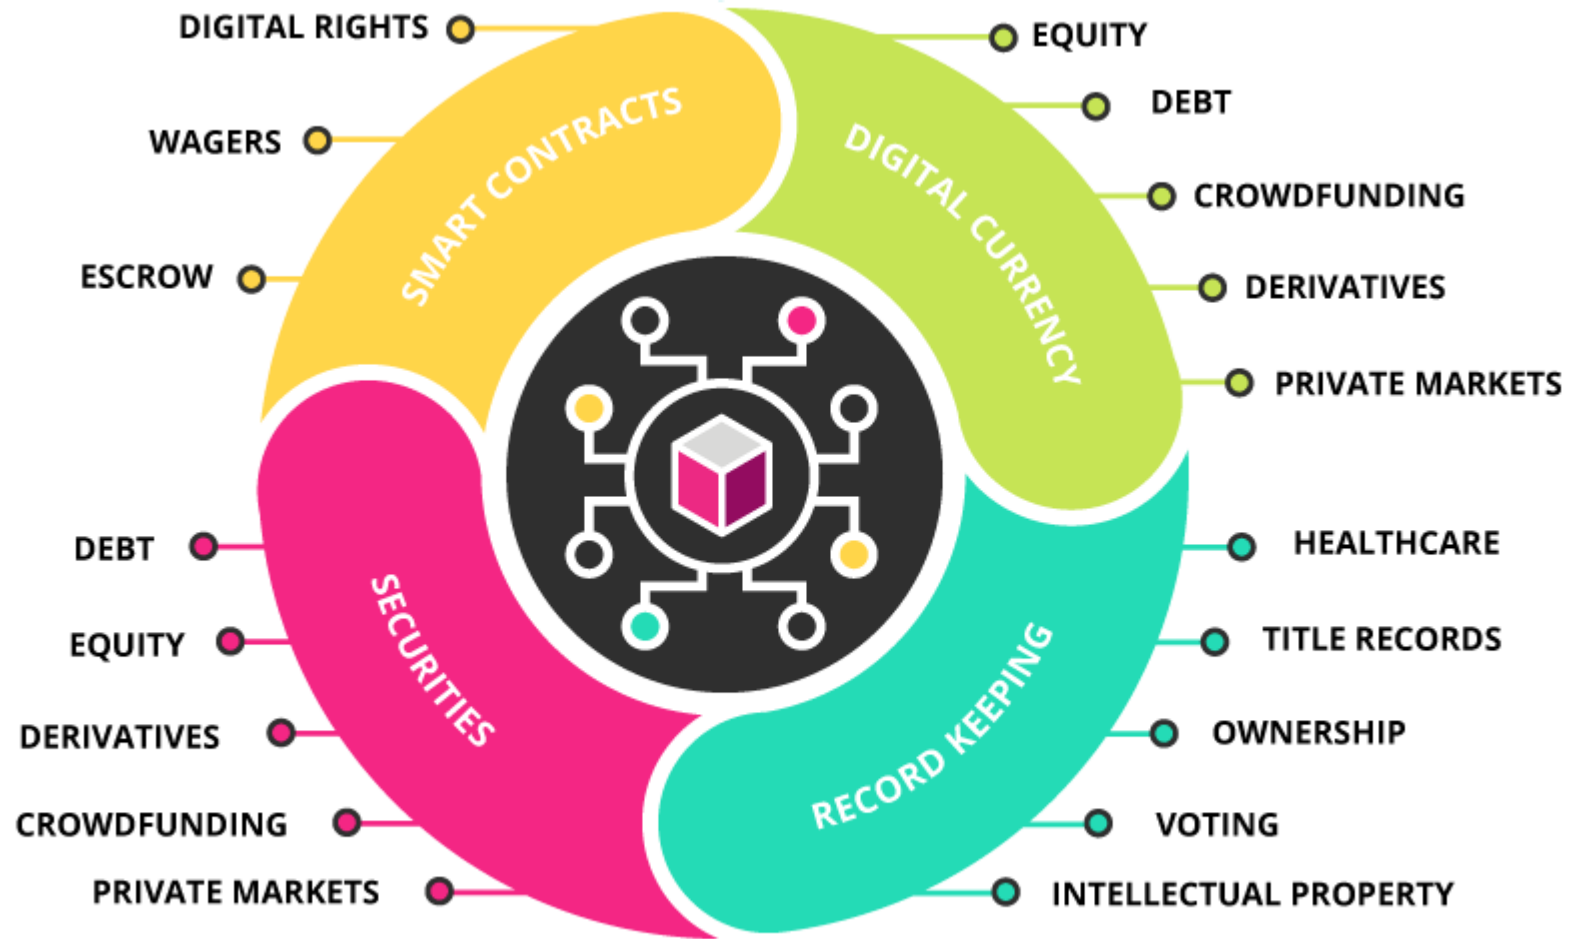 DIGITAL RIGHTS
WAGERS
ESCROW
SMART CONTRACTS
EQUITY
DEBT
CROWDFUNDING
DERIVATIVES
PRIVATE MARKETS
DIGITAL CURRENCY
DEBT
EQUITY
DERIVATIVES
CROWDFUNDING
PRIVATE MARKETS
SECURITIES
HEALTHCARE
TITLE RECORDS
OWNERSHIP
VOTING
INTELLECTUAL PROPERTY
RECORD KEEPING